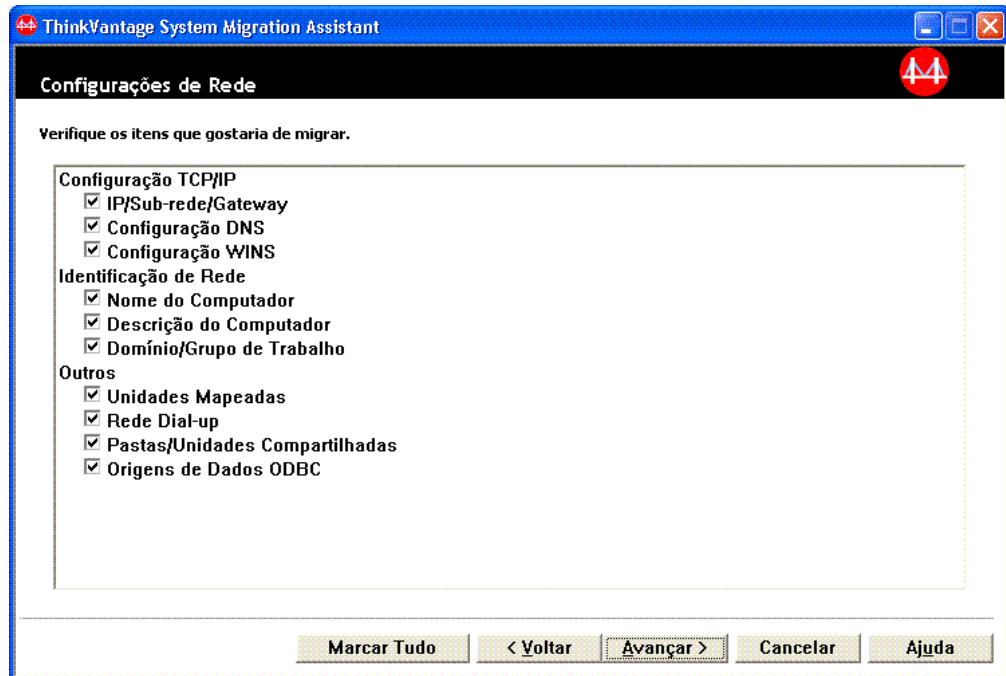 ThinkVantage System Migration Assistant
Configurações de Rede
Verifique os itens que gostaria de migrar.
Configuração TCP/IP
IP/Sub-rede/Gateway
Configuração DNS
Configuração WINS
Identificação de Rede
Nome do Computador
Descrição do Computador
Domínio/Grupo de Trabalho
Outros
Unidades Mapeadas
Rede Dial-up
Pastas/Unidades Compartilhadas
Origens de Dados ODBC
Marcar Tudo < Voltar Avançar > Cancelar Ajuda